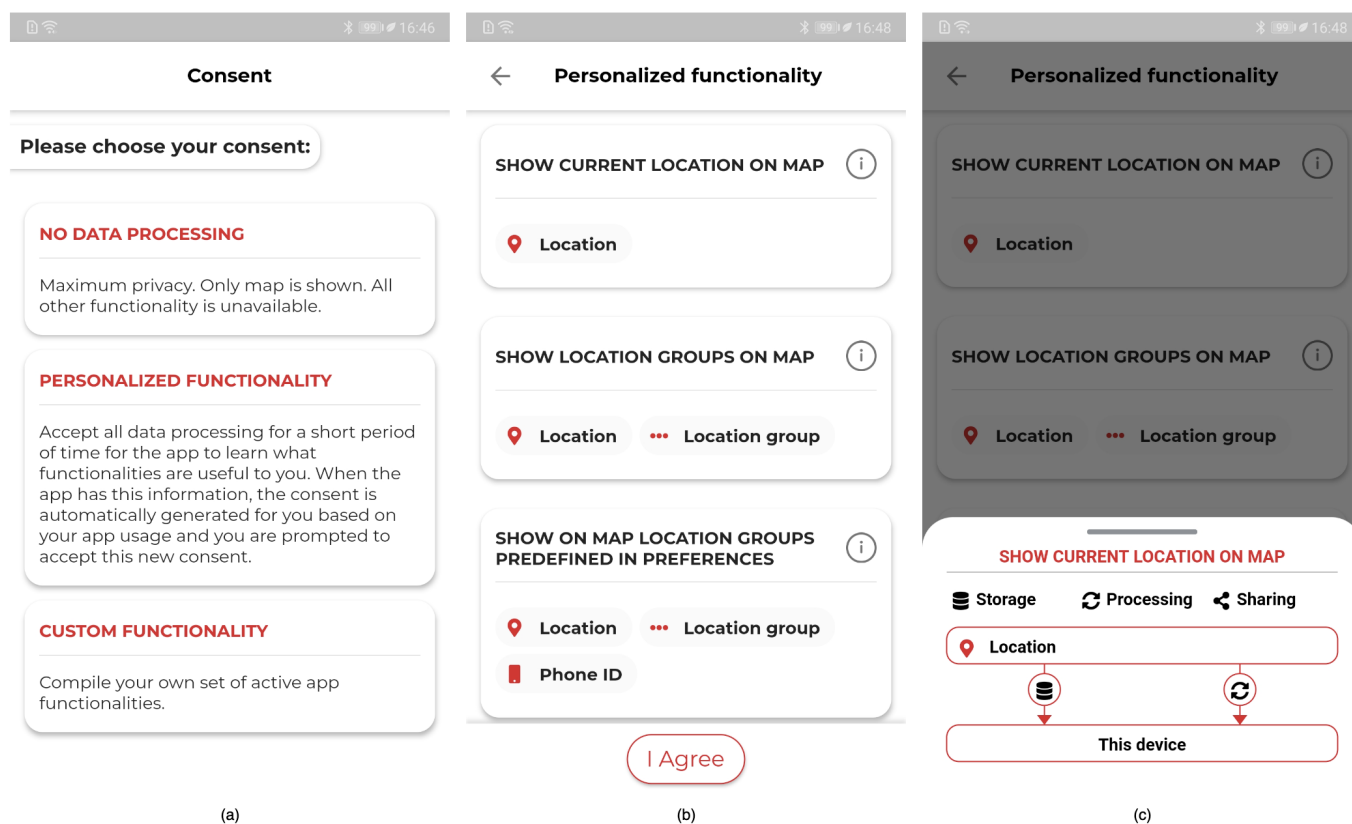 99 16:46
Consent
Please choose your consent:
NO DATA PROCESSING
Maximum privacy. Only map is shown. All
other functionality is unavailable.
PERSONALIZED FUNCTIONALITY
Accept all data processing for a short period
of time for the app to learn what
functionalities are useful to you. When the
app has this information, the consent is
automatically generated for you based on
your app usage and you are prompted to
accept this new consent.
CUSTOM FUNCTIONALITY
Compile your own set of active app
functionalities.
(a)
99 16:48
Personalized functionality
SHOW CURRENT LOCATION ON MAP
Location
SHOW LOCATION GROUPS ON MAP
Location Location group
SHOW ON MAP LOCATION GROUPS
PREDEFINED IN PREFERENCES
Location Location group
Phone ID
I Agree
(b)
99 16:48
Personalized functionality
SHOW CURRENT LOCATION ON MAP
Location
SHOW LOCATION GROUPS ON MAP
Location Location group
SHOW CURRENT LOCATION ON MAP
Storage Processing Sharing
Location
This device
(c)